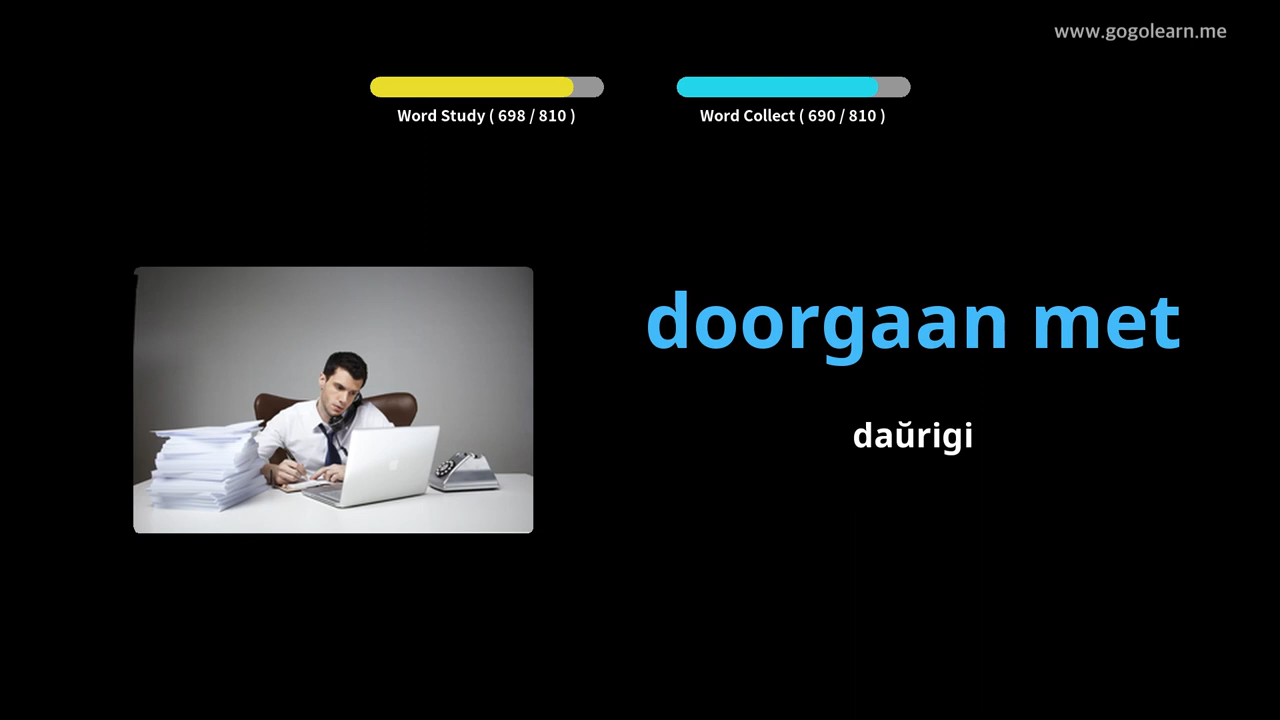 www.gogolearn.me
Word Study ( 698 / 810 )
Word Collect ( 690 / 810 )
doorgaan met
daŭrigi